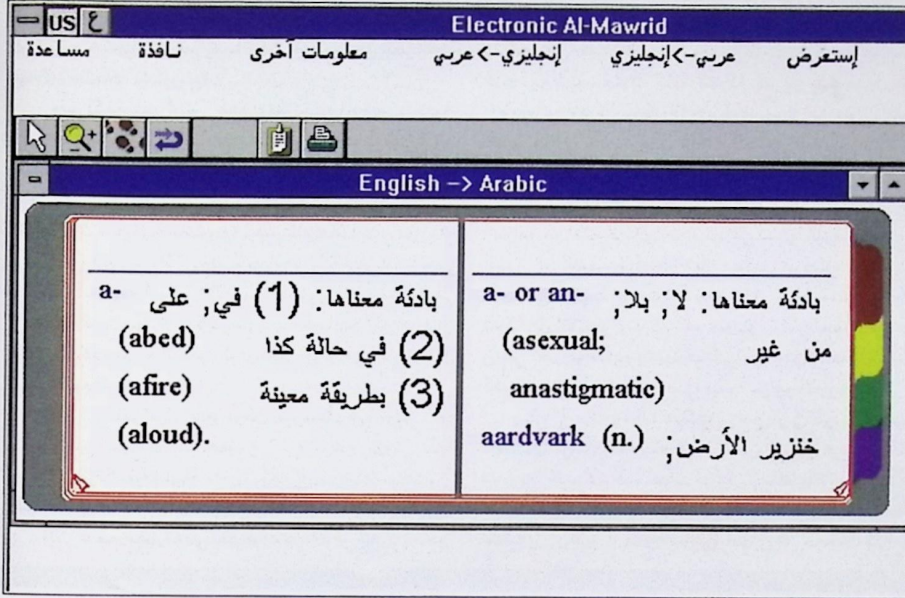 US ع Electronic Al-Mawrid
إستعرض عربي->إنجليزي إنجليزي->عربي معلومات أخرى نافذة مساعدة
English -> Arabic
a- بادئة معناها: (1) في; على
(abed) (2) في حالة كذا
(afire) (3) بطريقة معينة
(aloud).
a- or an- بادئة معناها: لا; بلا;
(asexual; من غير
anastigmatic)
aardvark (n.) خنزير الأرض;